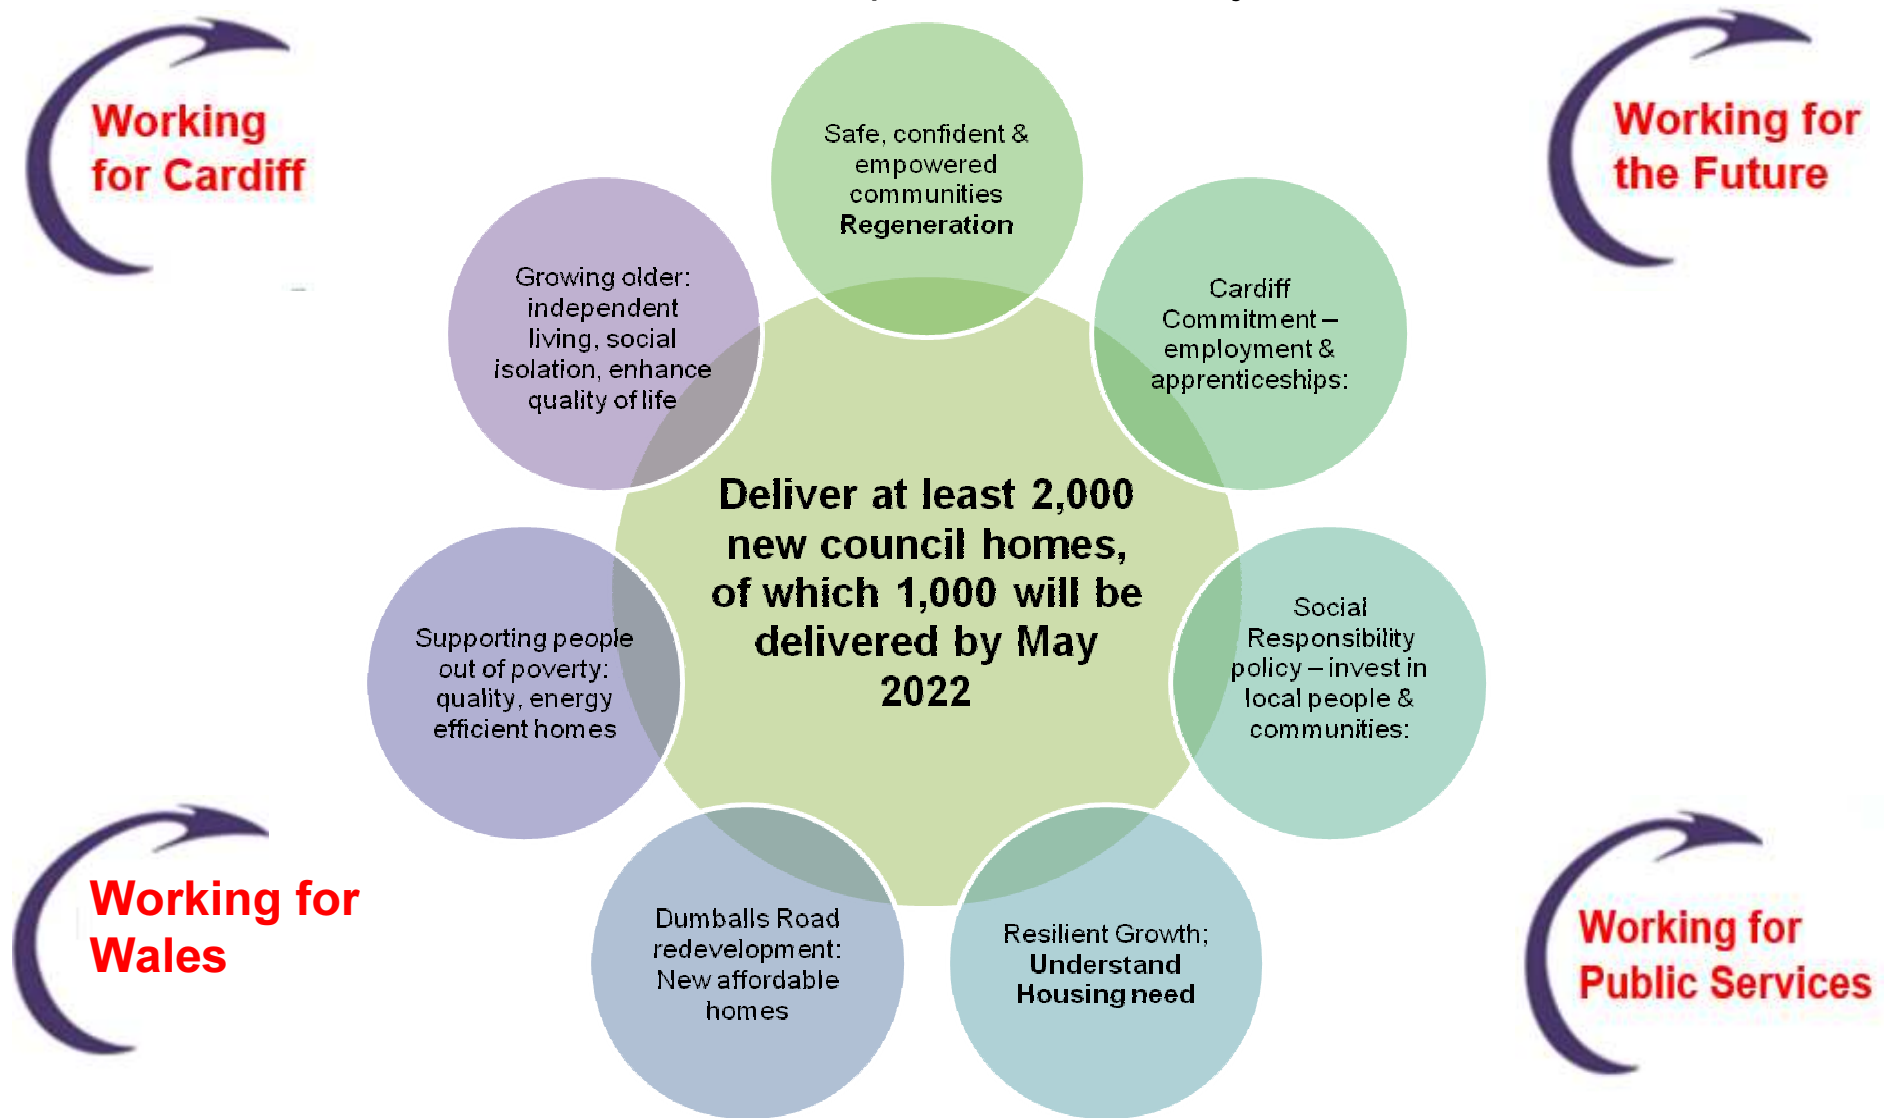 Working
for Cardiff
Working for
the Future
Safe, confident &
empowered
communities
Regeneration
Growing older:
independent
living, social
isolation, enhance
quality of life
Cardiff
Commitment –
employment &
apprenticeships:
Deliver at least 2,000
new council homes,
of which 1,000 will be
delivered by May
2022
Supporting people
out of poverty:
quality, energy
efficient homes
Social
Responsibility
policy – invest in
local people &
communities:
Dumballs Road
redevelopment:
New affordable
homes
Resilient Growth;
Understand
Housing need
Working for
Wales
Working for
Public Services